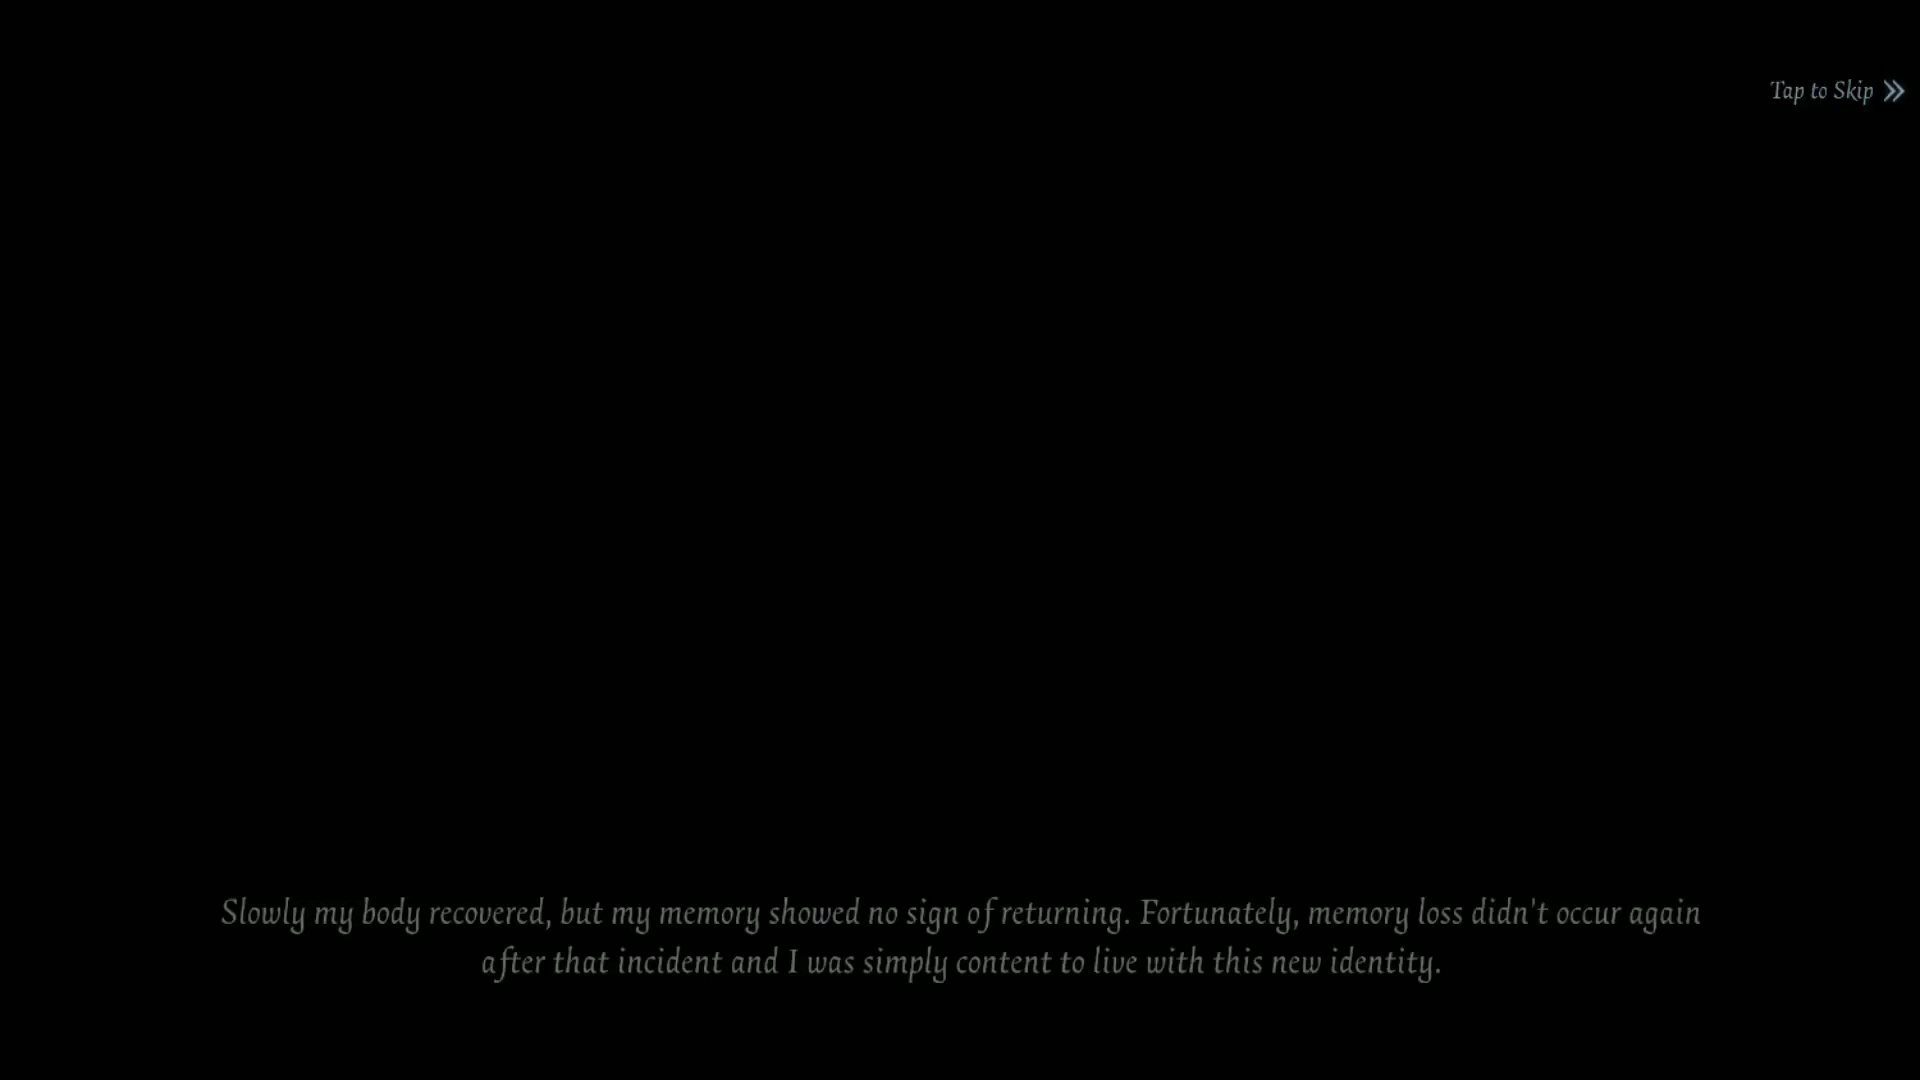 Tap to Skip
Slowly my body recovered, but my memory showed no sign of returning. Fortunately, memory loss didn't occur again
after that incident and I was simply content to live with this new identity.